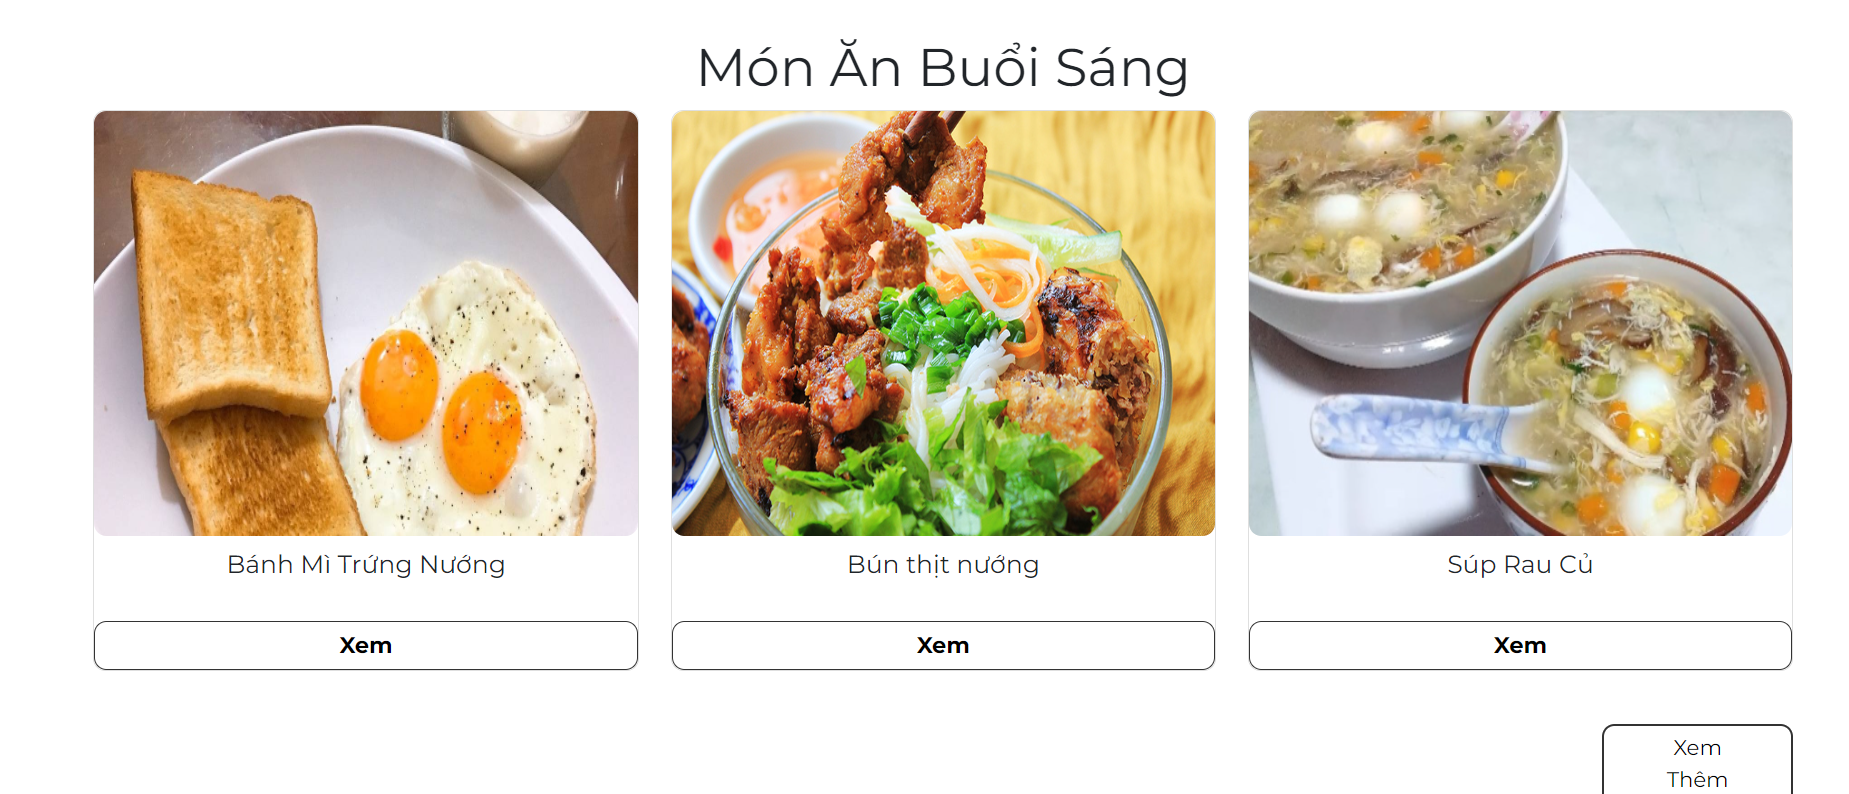 Món Ăn Buổi Sáng
Bánh Mì Trứng Nướng
Bún thịt nướng
Súp Rau Củ
Xem
Xem
Xem
Xem
Thêm